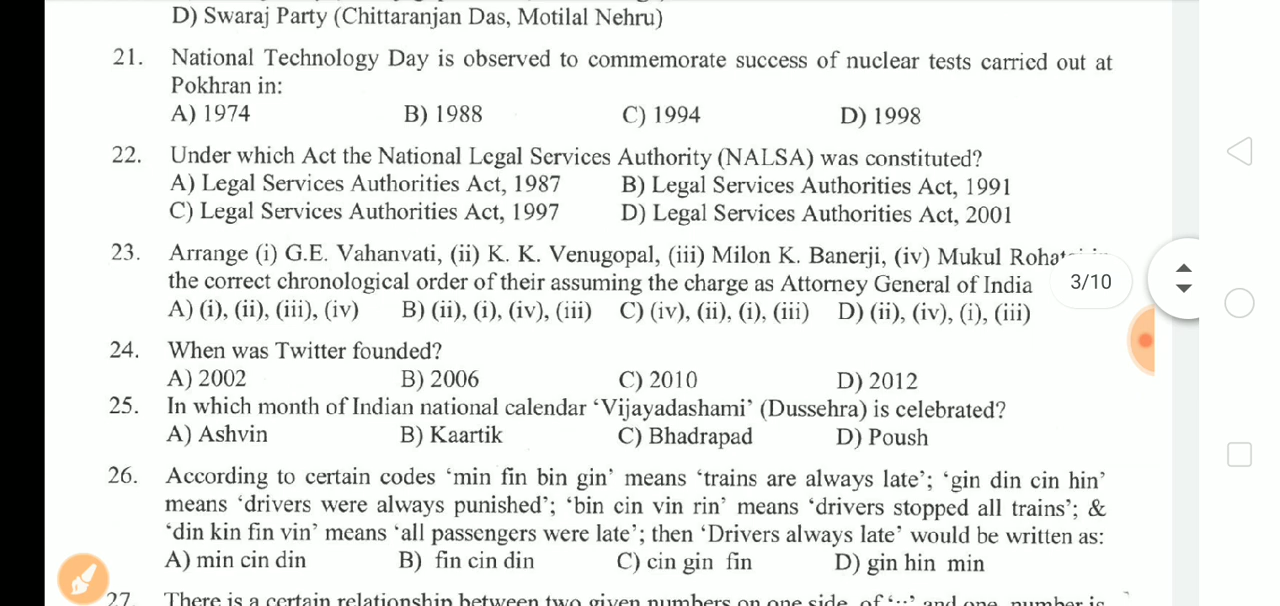 D) Swaraj Party (Chittaranjan Das, Motilal Nehru)
21. National Technology Day is observed to commemorate success of nuclear tests carried out at
Pokhran in:
A) 1974 B) 1988 C) 1994 D) 1998
22. Under which Act the National Legal Services Authority (NALSA) was constituted?
A) Legal Services Authorities Act, 1987 B) Legal Services Authorities Act, 1991
C) Legal Services Authorities Act, 1997 D) Legal Services Authorities Act, 2001
23. Arrange (i) G.E. Vahanvati, (ii) K. K. Venugopal, (iii) Milon K. Banerji, (iv) Mukul
the correct chronological order of their assuming the charge as Attorney General of India
3/10
A) (i), (ii), (iii), (iv) B) (ii), (i), (iv), (iii) C) (iv), (ii), (i), (iii) D) (ii), (iv), (i), (iii)
24. When was Twitter founded?
A) 2002 B) 2006 C) 2010 D) 2012
25. In which month of Indian national calendar ‘Vijayadashami’ (Dussehra) is celebrated?
A) Ashvin B) Kaartik C) Bhadrapad D) Poush
26. According to certain codes ‘min fin bin gin’ means ‘trains are always late’; ‘gin din cin hin’
means ‘drivers were always punished’; ‘bin cin vin rin’ means ‘drivers stopped all trains’; &
‘din kin fin vin’ means ‘all passengers were late’; then ‘Drivers always late’ would be written as:
A) min cin din B) fin cin din C) cin gin fin D) gin hin min
27. There is a certain relationship between two given numbers on one side of ‘::’ and one number is